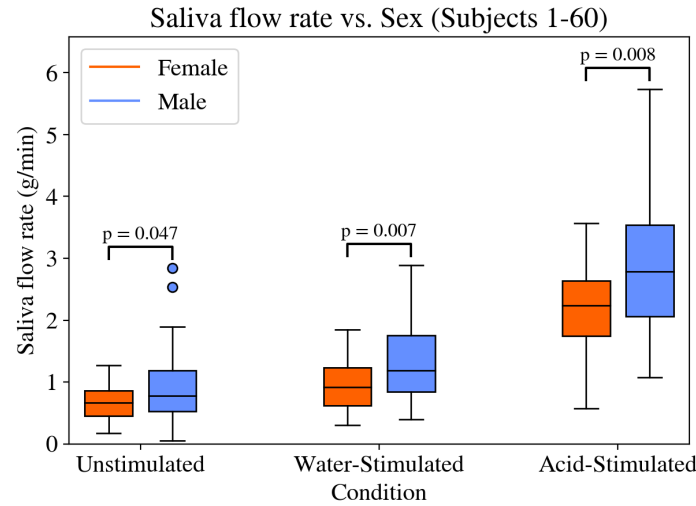 Saliva flow rate vs. Sex (Subjects 1-60)
Female
Male
p = 0.047
p = 0.007
p = 0.008
Saliva flow rate (g/min)
6
5
4
3
2
1
0
Unstimulated
Water-Stimulated
Acid-Stimulated
Condition